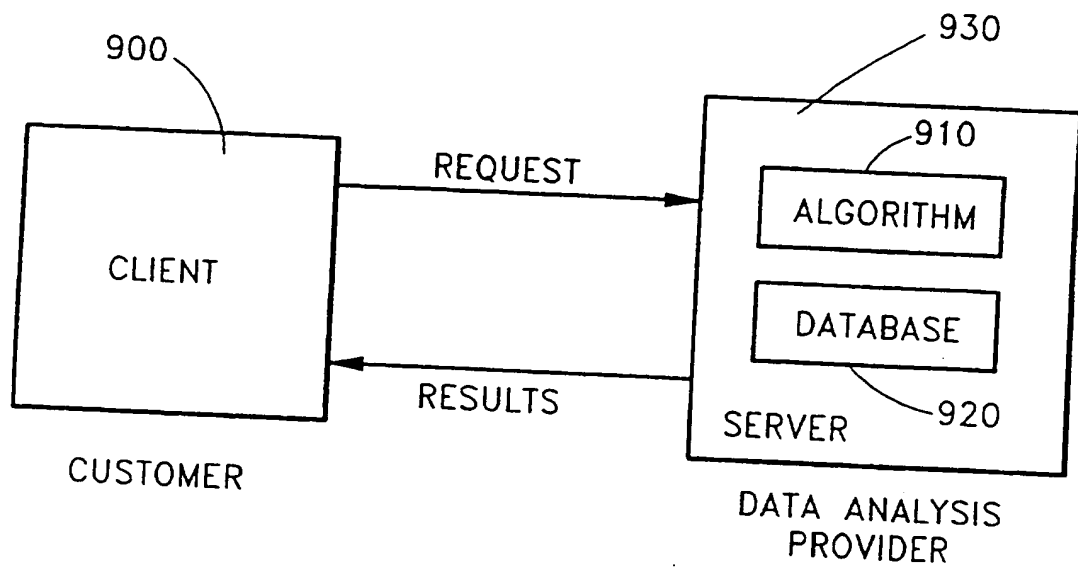 900
930
910
REQUEST
ALGORITHM
CLIENT
DATABASE
RESULTS
920
SERVER
CUSTOMER
DATA ANALYSIS
PROVIDER